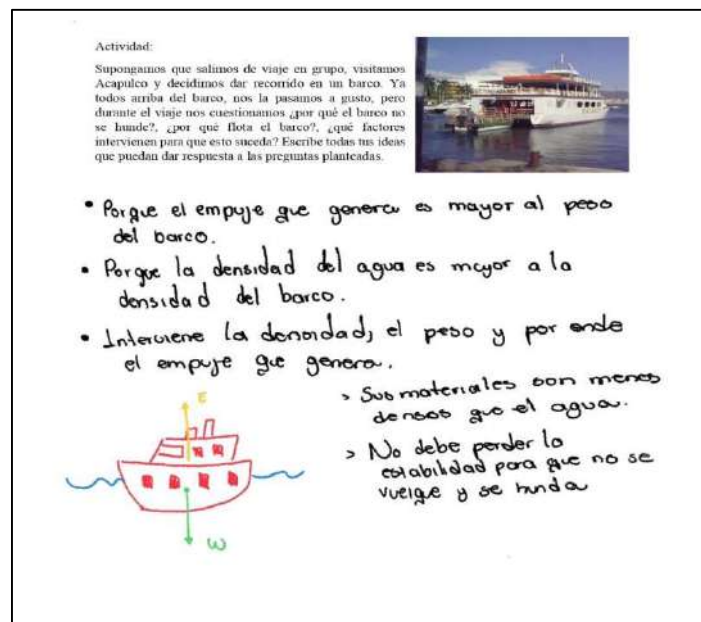 Actividad:
Supongamos que salimos de viaje en grupo, visitamos
Acapulco y decidimos dar recorrido en un barco. Ya
todos arriba del barco, nos la pasamos a gusto, pero
durante el viaje nos cuestionamos ¿por qué el barco no
se hunde?, ¿por qué flota el barco?, ¿qué factores
intervienen para que esto suceda? Escribe todas tus ideas
que puedan dar respuesta a las preguntas planteadas.
• Porque el empuje que genera es mayor al peso
del barco.
• Porque la densidad del agua es mayor a la
densidad del barco.
• Interviene la densidad, el peso y por ende
el empuje que genera.
> Sus materiales son menos
densos que el agua.
> No debe perder la
estabilidad para que no se
vuelque y se hunda
E
W